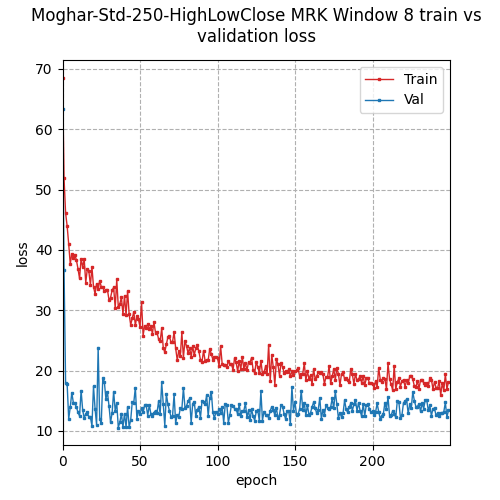 Moghar-Std-250-HighLowClose MRK Window 8 train vs
validation loss
Train
Val
70
60
50
40
30
20
10
loss
0
50
100
150
200
epoch